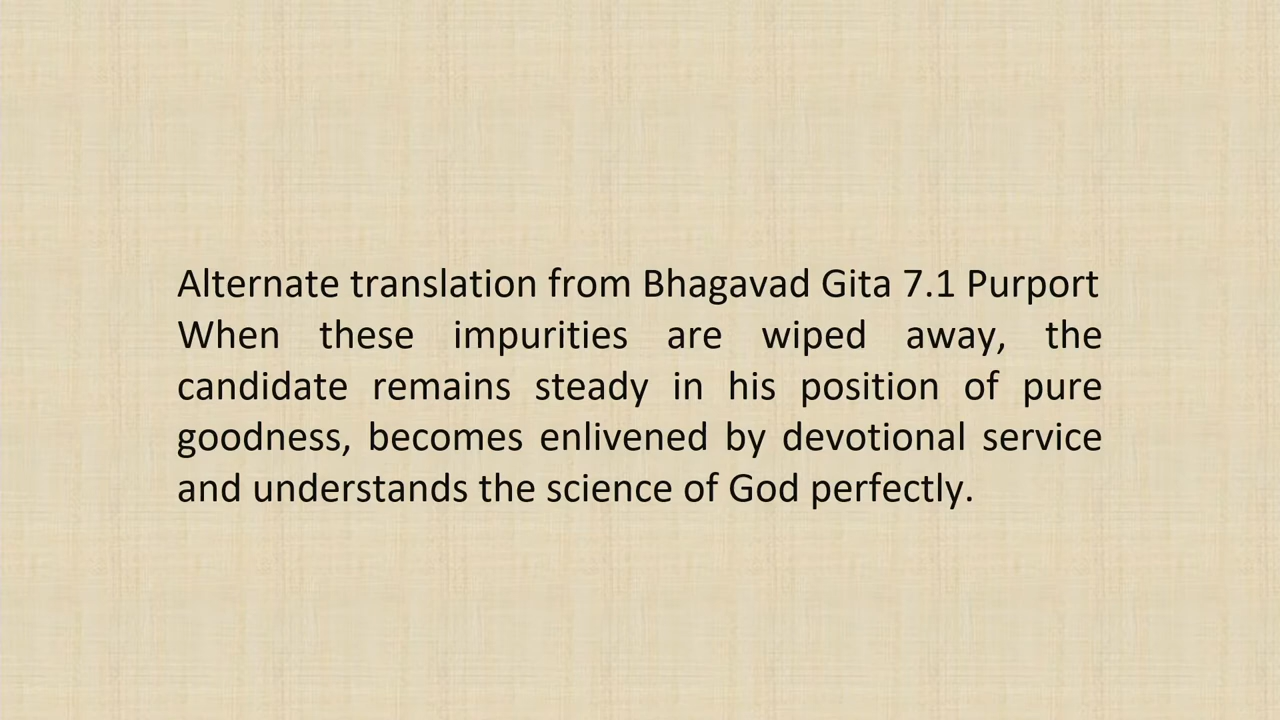 Alternate translation from Bhagavad Gita 7.1 Purport
When these impurities are wiped away, the
candidate remains steady in his position of pure
goodness, becomes enlivened by devotional service
and understands the science of God perfectly.